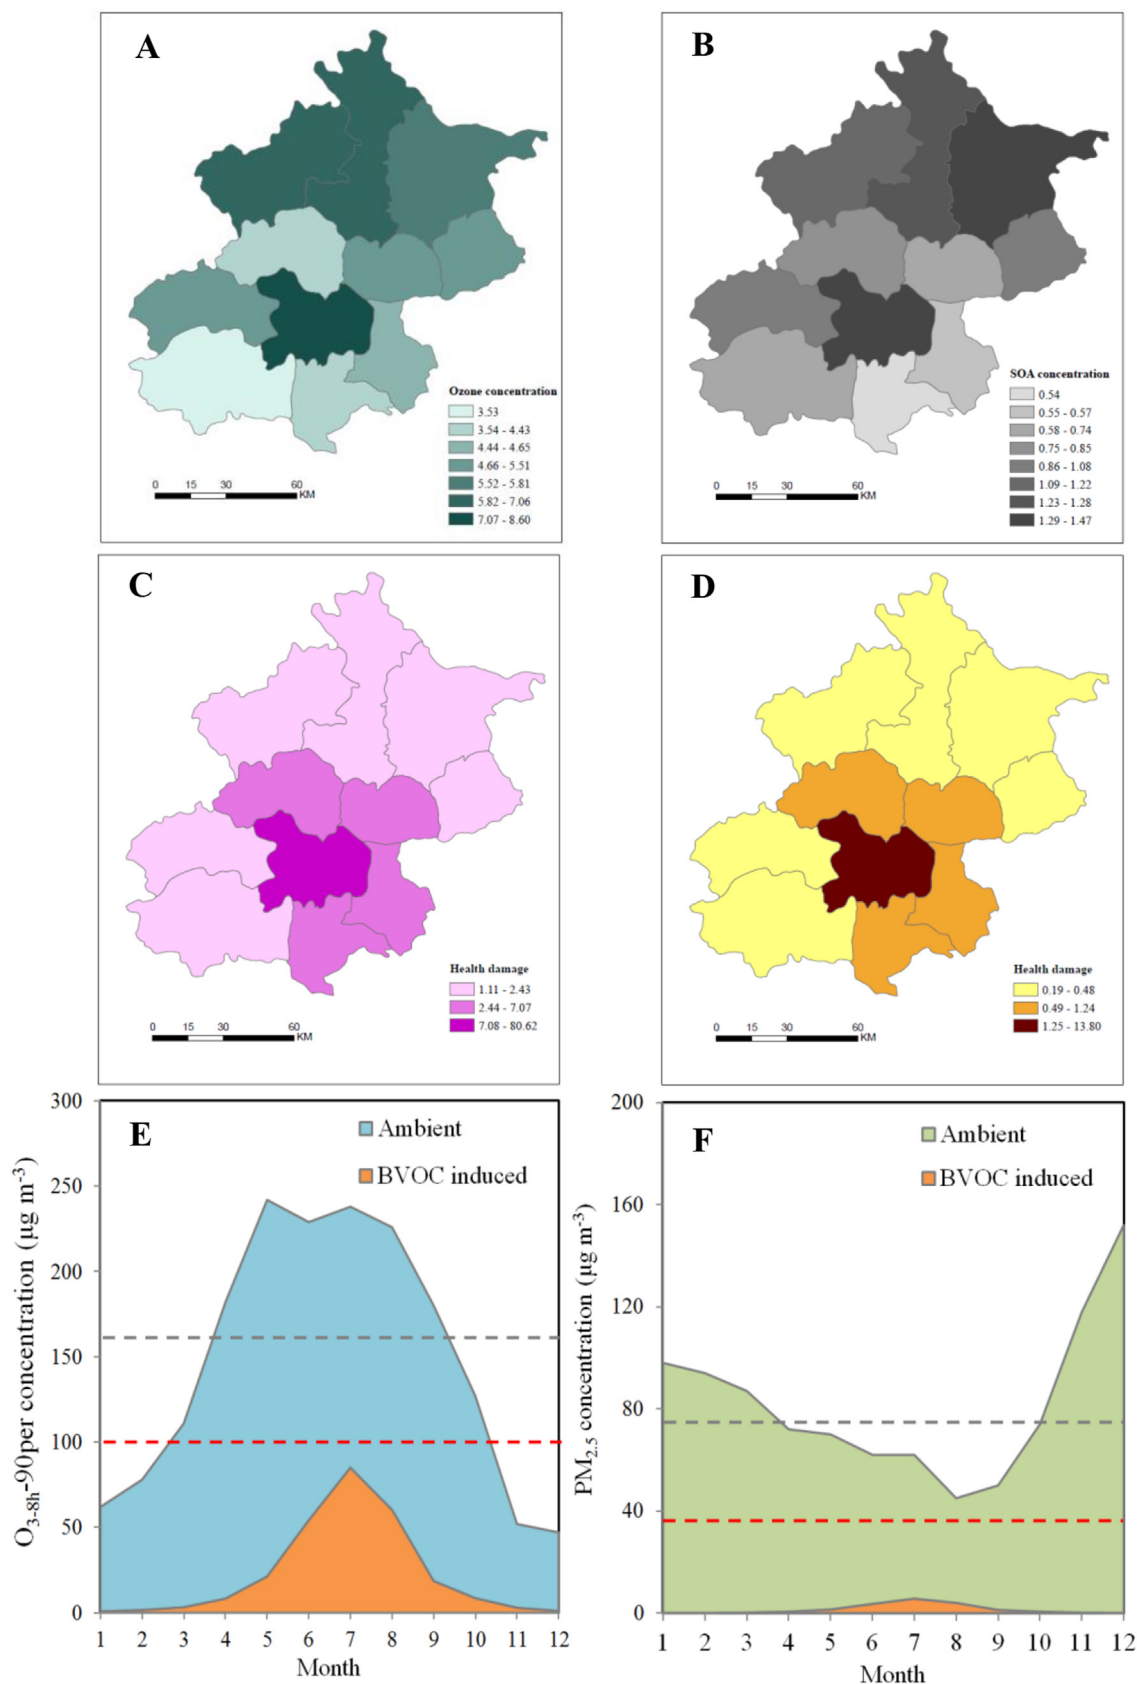 A
Ozone concentration
3.53
3.54 - 4.43
4.44 - 4.65
4.66 - 5.51
5.52 - 5.81
5.82 - 7.06
7.07 - 8.60
0 15 30 60
KM
B
SOA concentration
0.54
0.55 - 0.57
0.58 - 0.74
0.75 - 0.85
0.86 - 1.08
1.09 - 1.22
1.23 - 1.28
1.29 - 1.47
0 15 30 60
KM
C
Health damage
1.11 - 2.43
2.44 - 7.07
7.08 - 80.62
0 15 30 60
KM
D
Health damage
0.19 - 0.48
0.49 - 1.24
1.25 - 13.80
0 15 30 60
KM
E
Ambient
BVOC induced
O3-8h-90per concentration (µg m-3)
300
250
200
150
100
50
0
1 2 3 4 5 6 7 8 9 10 11 12
Month
F
Ambient
BVOC induced
PM2.5 concentration (µg m-3)
200
160
120
80
40
0
1 2 3 4 5 6 7 8 9 10 11 12
Month